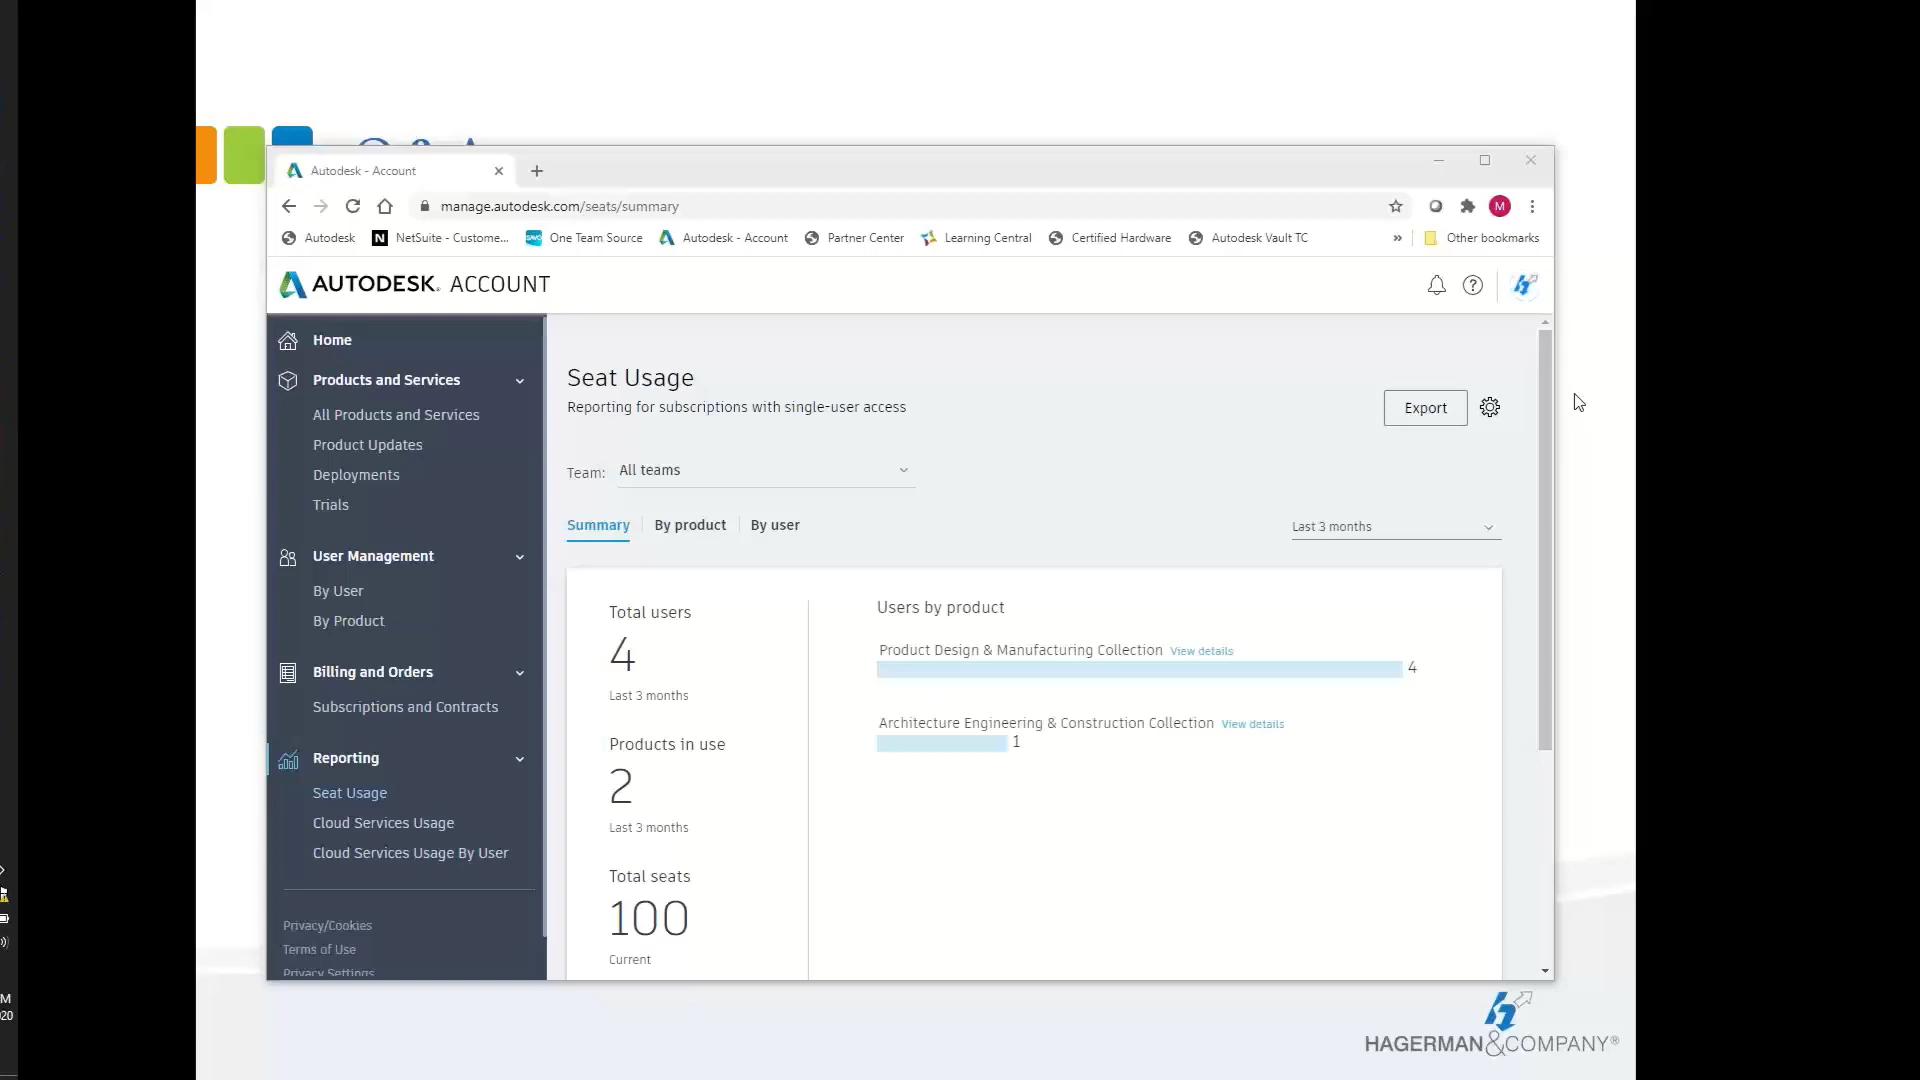 Autodesk - Account
manage.autodesk.com/seats/summary
M
Autodesk
NetSuite - Custome...
One Team Source
Autodesk - Account
Partner Center
Learning Central
Certified Hardware
Autodesk Vault TC
»
Other bookmarks
AUTODESK. ACCOUNT
Home
Products and Services
All Products and Services
Product Updates
Deployments
Trials
User Management
By User
By Product
Billing and Orders
Subscriptions and Contracts
Reporting
Seat Usage
Cloud Services Usage
Cloud Services Usage By User
Privacy/Cookies
Terms of Use
Privacy Settings
Seat Usage
Reporting for subscriptions with single-user access
Export
Team: All teams
Summary
By product
By user
Last 3 months
Total users
4
Last 3 months
Products in use
2
Last 3 months
Total seats
100
Current
Users by product
Product Design & Manufacturing Collection View details
4
Architecture Engineering & Construction Collection View details
1
HAGERMAN&COMPANY®